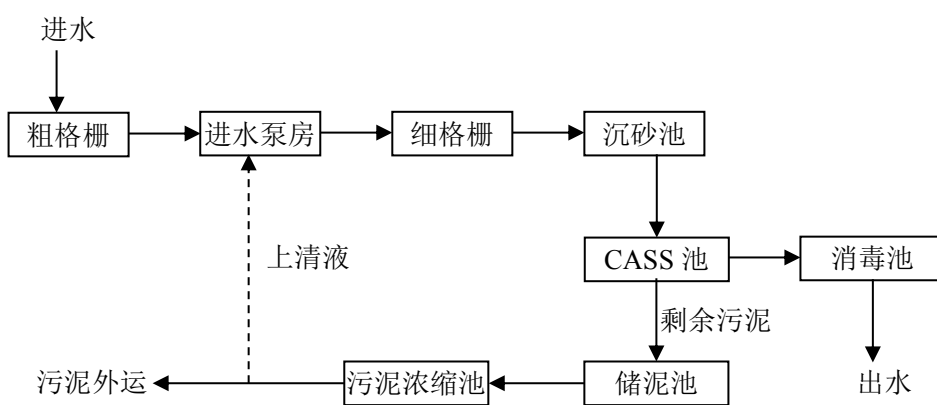 进水
粗格栅
进水泵房
细格栅
沉砂池
上清液
CASS 池
消毒池
剩余污泥
污泥外运
污泥浓缩池
储泥池
出水